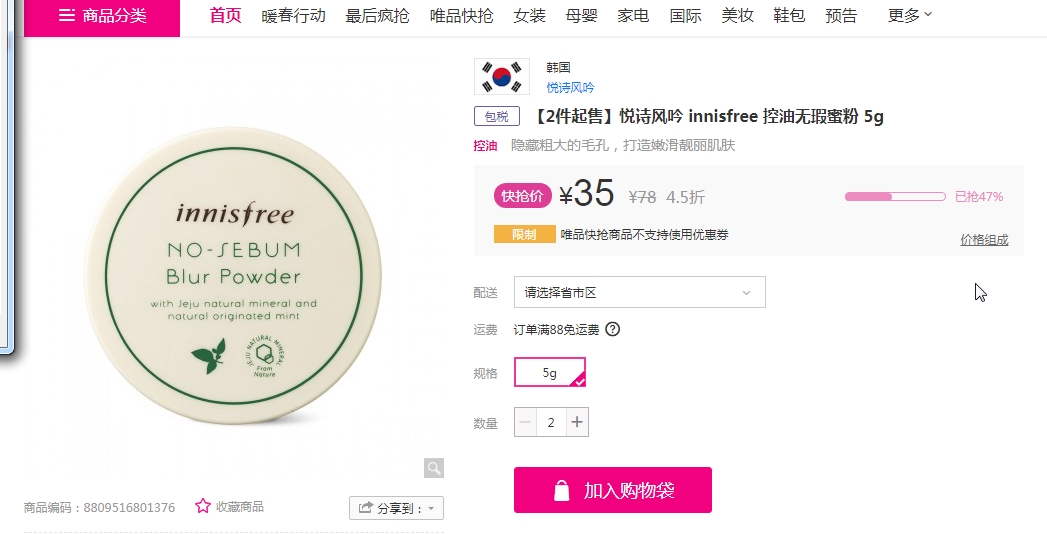 商品分类 首页 暖春行动 最后疯抢 唯品快抢 女装 母婴 家电 国际 美妆 鞋包 预告 更多
韩国
悦诗风吟
包税 【2件起售】悦诗风吟 innisfree 控油无瑕蜜粉 5g
控油 隐藏粗大的毛孔，打造嫩滑靓丽肌肤
快抢价 ¥35 ¥78 4.5折 已抢47%
限制 唯品快抢商品不支持使用优惠券
价格组成
配送 请选择省市区
运费 订单满88免运费 ?
规格 5g
数量 − 2 +
加入购物袋
innisfree
NO-SEBUM
Blur Powder
with Jeju natural mineral and
natural originated mint
JEJU NATURAL MINERAL
From
Nature
商品编码：8809516801376 收藏商品 分享到：